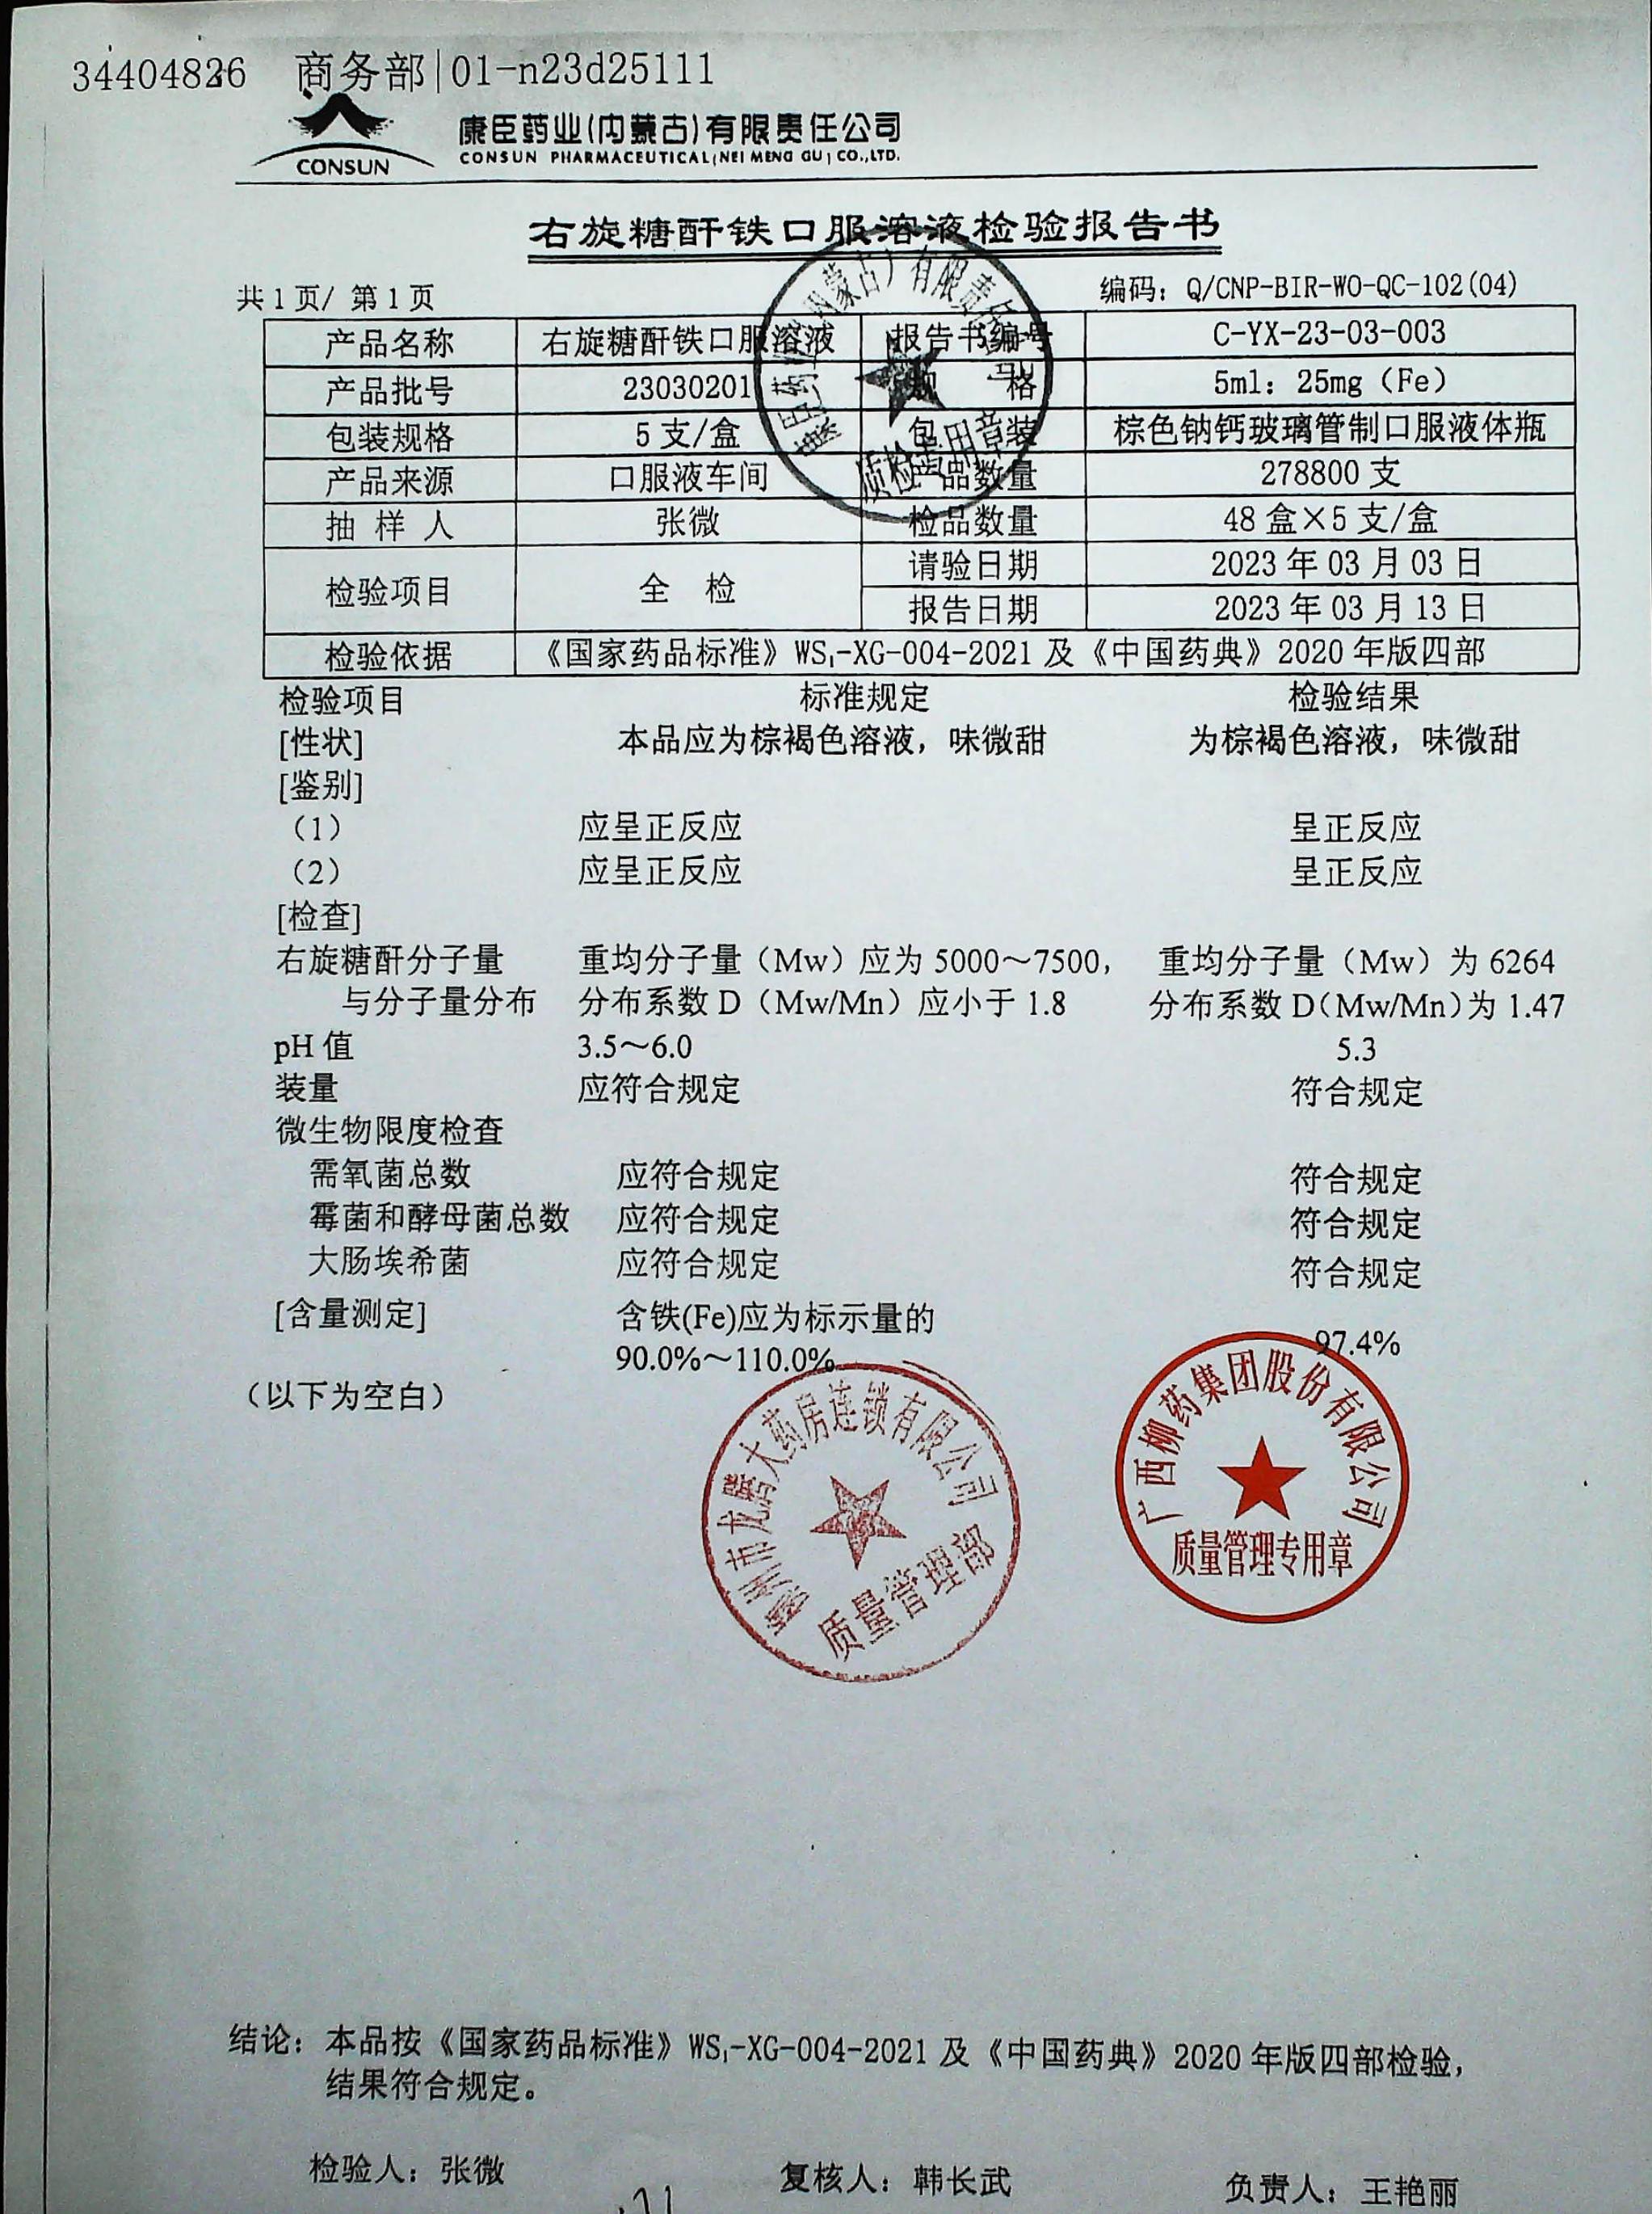 34404826 商务部|01-n23d25111
CONSUN
康臣药业(内蒙古)有限责任公司
CONSUN PHARMACEUTICAL(NEI MENG GU) CO.,LTD.
右旋糖酐铁口服溶液检验报告书
共1页/ 第1页 编码：Q/CNP-BIR-WO-QC-102(04)
产品名称 右旋糖酐铁口服溶液 报告书编号 C-YX-23-03-003
产品批号 23030201 规 格 5ml：25mg（Fe）
包装规格 5支/盒 包 装 棕色钠钙玻璃管制口服液体瓶
产品来源 口服液车间 品数量 278800支
抽 样 人 张微 检品数量 48盒×5支/盒
检验项目 全 检 请验日期 2023年03月03日
报告日期 2023年03月13日
检验依据 《国家药品标准》WS₁-XG-004-2021及《中国药典》2020年版四部
检验项目 标准规定 检验结果
[性状] 本品应为棕褐色溶液，味微甜 为棕褐色溶液，味微甜
[鉴别]
（1） 应呈正反应 呈正反应
（2） 应呈正反应 呈正反应
[检查]
右旋糖酐分子量 重均分子量（Mw）应为5000～7500， 重均分子量（Mw）为6264
与分子量分布 分布系数D（Mw/Mn）应小于1.8 分布系数D（Mw/Mn）为1.47
pH值 3.5～6.0 5.3
装量 应符合规定 符合规定
微生物限度检查
需氧菌总数 应符合规定 符合规定
霉菌和酵母菌总数 应符合规定 符合规定
大肠埃希菌 应符合规定 符合规定
[含量测定] 含铁(Fe)应为标示量的
90.0%～110.0% 97.4%
（以下为空白）
市龙腾大药房连锁有限公司
质量管理部
广西柳药集团股份有限公司
质量管理专用章
结论：本品按《国家药品标准》WS₁-XG-004-2021及《中国药典》2020年版四部检验，
结果符合规定。
检验人：张微 复核人：韩长武 负责人：王艳丽